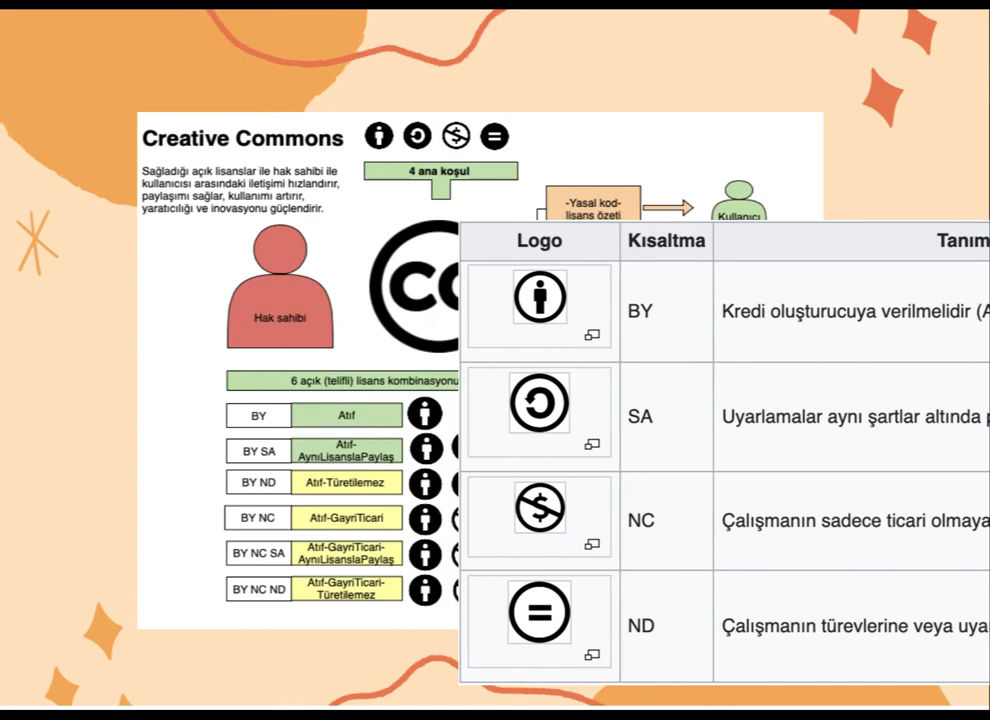 Creative Commons
Sağladığı açık lisanslar ile hak sahibi ile
kullanıcısı arasındaki iletişimi hızlandırır,
paylaşımı sağlar, kullanımı artırır,
yaratıcılığı ve inovasyonu güçlendirir.
4 ana koşul
-Yasal kod-
lisans özeti
Kullanıcı
Hak sahibi
6 açık (telifli) lisans kombinasyonu
BY Atıf
BY SA Atıf-
AynıLisanslaPaylaş
BY ND Atıf-Türetilemez
BY NC Atıf-GayriTicari
BY NC SA Atıf-GayriTicari-
AynıLisanslaPaylaş
BY NC ND Atıf-GayriTicari-
Türetilemez
Logo Kısaltma Tanım
BY Kredi oluşturucuya verilmelidir
SA Uyarlamalar aynı şartlar altında
NC Çalışmanın sadece ticari
ND Çalışmanın türevlerine veya